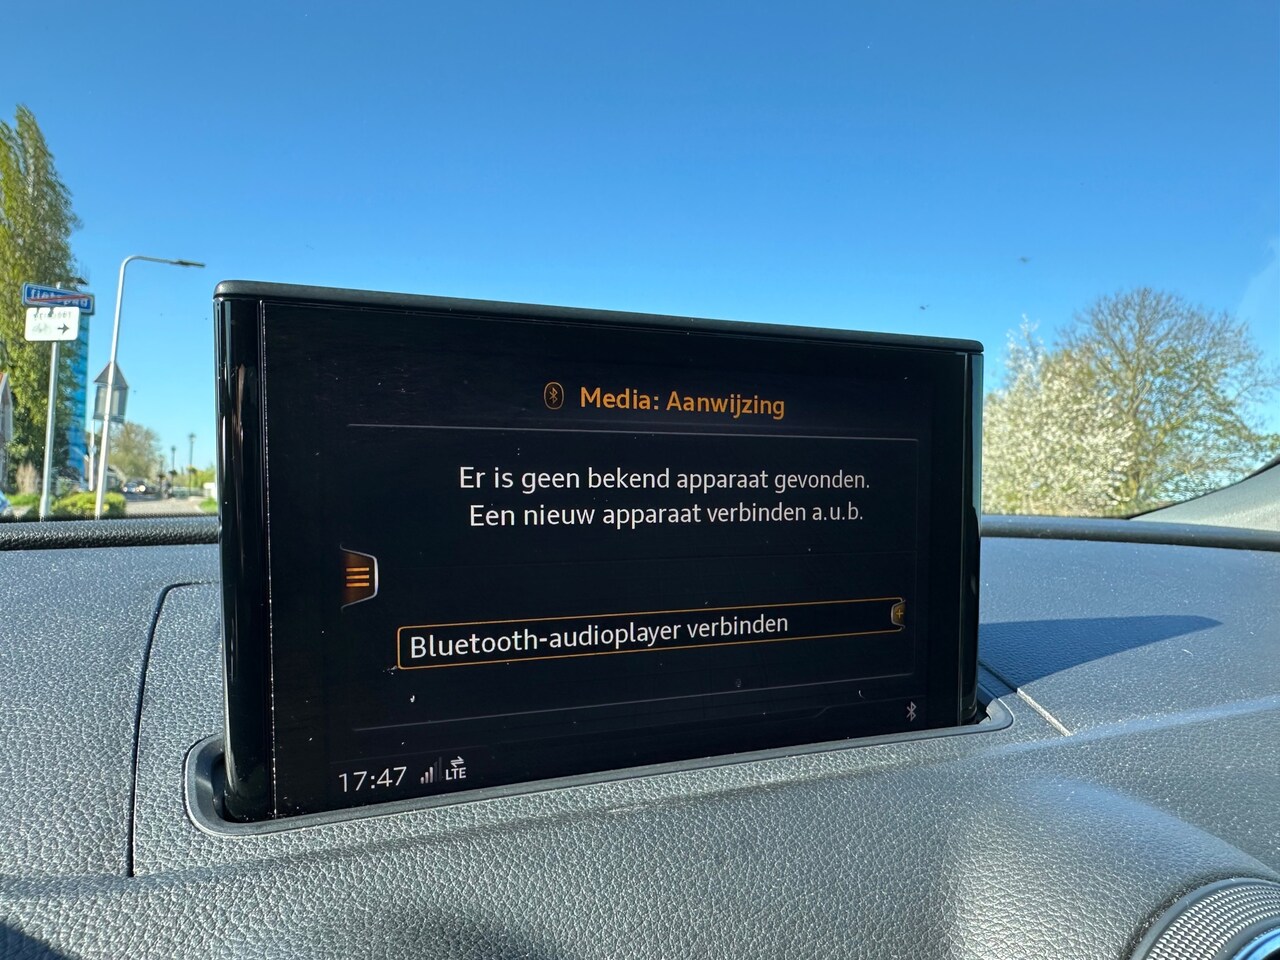 Media: Aanwijzing
Er is geen bekend apparaat gevonden.
Een nieuw apparaat verbinden a.u.b.
Bluetooth-audioplayer verbinden
17:47 LTE